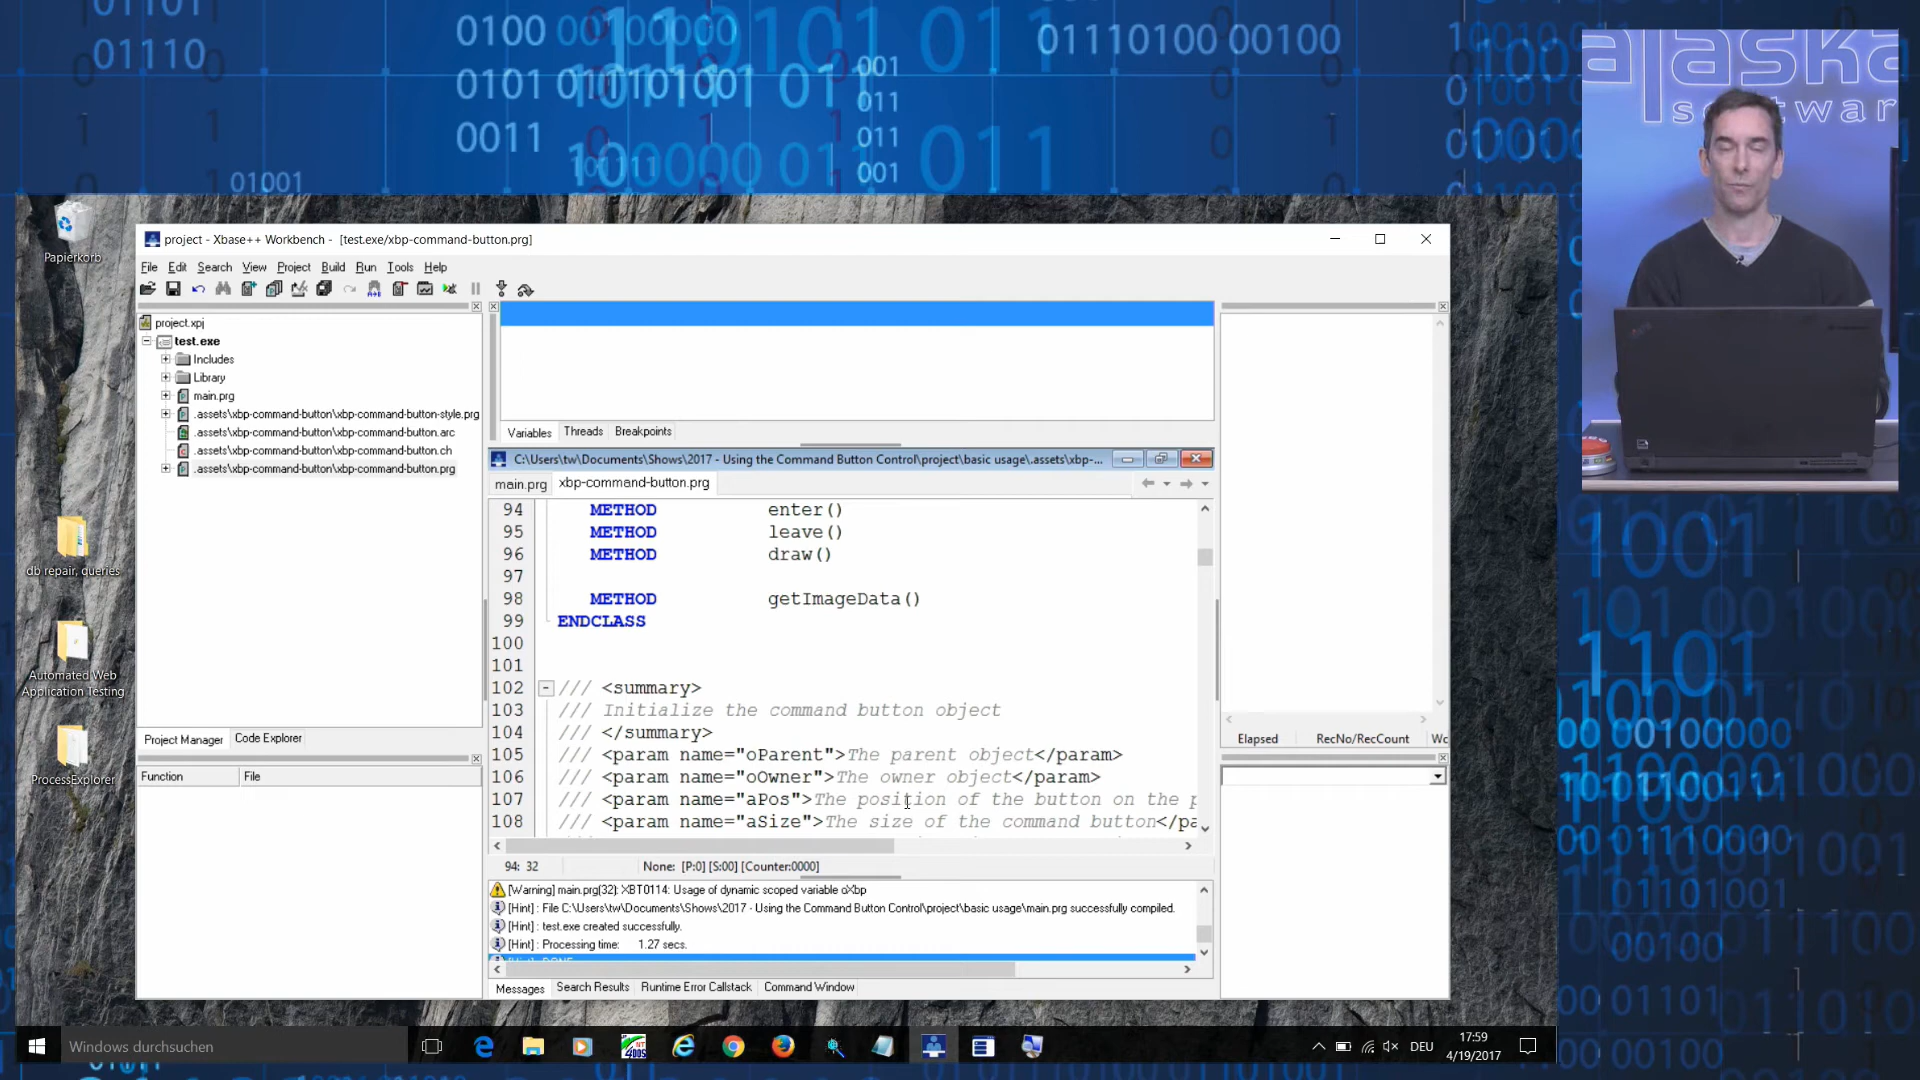 alaska
software
Papierkorb
db repair, queries
Automated Web
Application Testing
ProcessExplorer
project - Xbase++ Workbench - [test.exe/xbp-command-button.prg]
File Edit Search View Project Build Run Tools Help
project.xpj
test.exe
Includes
Library
main.prg
.assets\xbp-command-button\xbp-command-button-style.prg
.assets\xbp-command-button\xbp-command-button.arc
.assets\xbp-command-button\xbp-command-button.ch
.assets\xbp-command-button\xbp-command-button.prg
Project Manager Code Explorer
Function File
Variables Threads Breakpoints
C:\Users\tw\Documents\Shows\2017 - Using the Command Button Control\project\basic usage\.assets\xbp-...
main.prg xbp-command-button.prg
94 METHOD enter()
95 METHOD leave()
96 METHOD draw()
97
98 METHOD getImageData()
99 ENDCLASS
100
101
102 /// <summary>
103 /// Initialize the command button object
104 /// </summary>
105 /// <param name="oParent">The parent object</param>
106 /// <param name="oOwner">The owner object</param>
107 /// <param name="aPos">The position of the button on the p
108 /// <param name="aSize">The size of the command button</pa
94: 32 None: [P:0] [S:00] [Counter:0000]
[Warning] main.prg(32): XBT0114: Usage of dynamic scoped variable oXbp
[Hint] : File C:\Users\tw\Documents\Shows\2017 - Using the Command Button Control\project\basic usage\main.prg successfully compiled.
[Hint] : test.exe created successfully.
[Hint] : Processing time: 1.27 secs.
Messages Search Results Runtime Error Callstack Command Window
Elapsed RecNo/RecCount Wc
Windows durchsuchen
DEU
17:59
4/19/2017